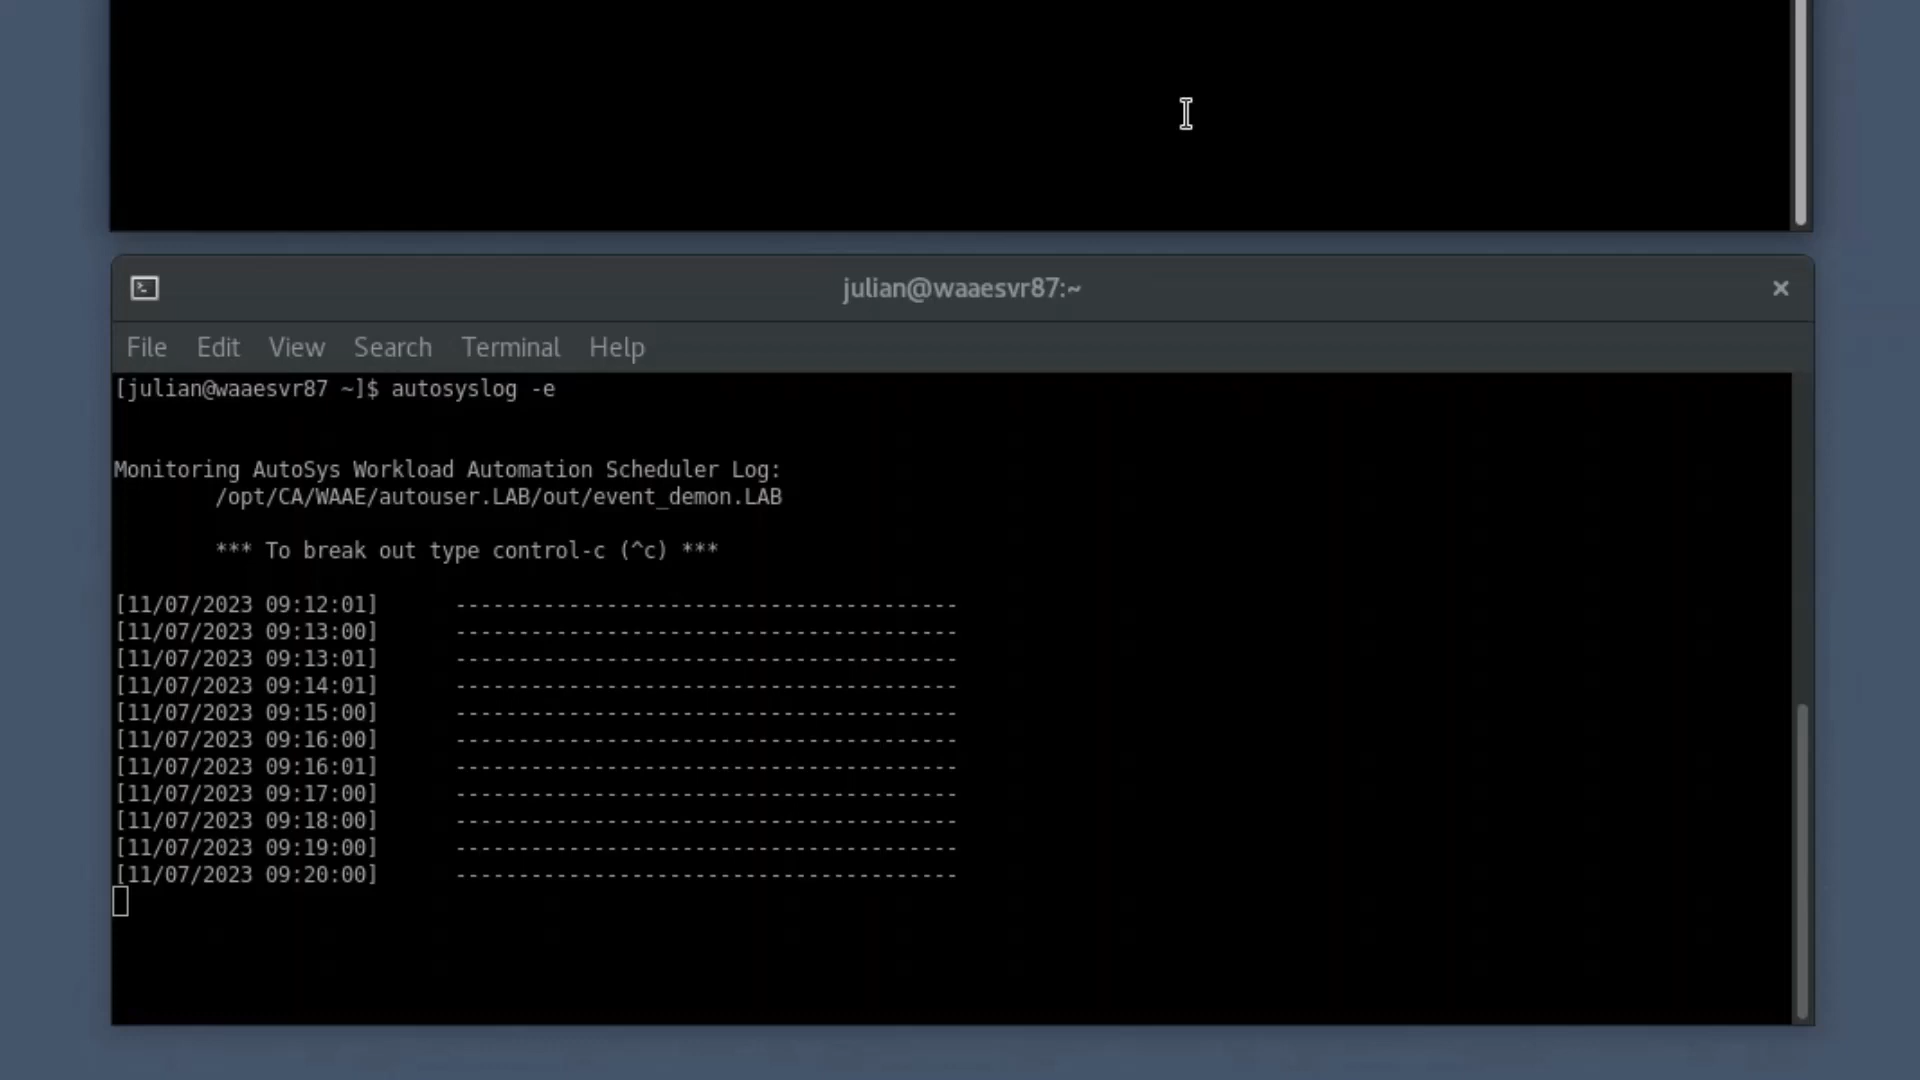 julian@waaesvr87:~
File Edit View Search Terminal Help
[julian@waaesvr87 ~]$ autosyslog -e
Monitoring AutoSys Workload Automation Scheduler Log:
/opt/CA/WAAE/autouser.LAB/out/event_demon.LAB
*** To break out type control-c (^c) ***
[11/07/2023 09:12:01] ----------------------------------------
[11/07/2023 09:13:00] ----------------------------------------
[11/07/2023 09:13:01] ----------------------------------------
[11/07/2023 09:14:01] ----------------------------------------
[11/07/2023 09:15:00] ----------------------------------------
[11/07/2023 09:16:00] ----------------------------------------
[11/07/2023 09:16:01] ----------------------------------------
[11/07/2023 09:17:00] ----------------------------------------
[11/07/2023 09:18:00] ----------------------------------------
[11/07/2023 09:19:00] ----------------------------------------
[11/07/2023 09:20:00] ----------------------------------------